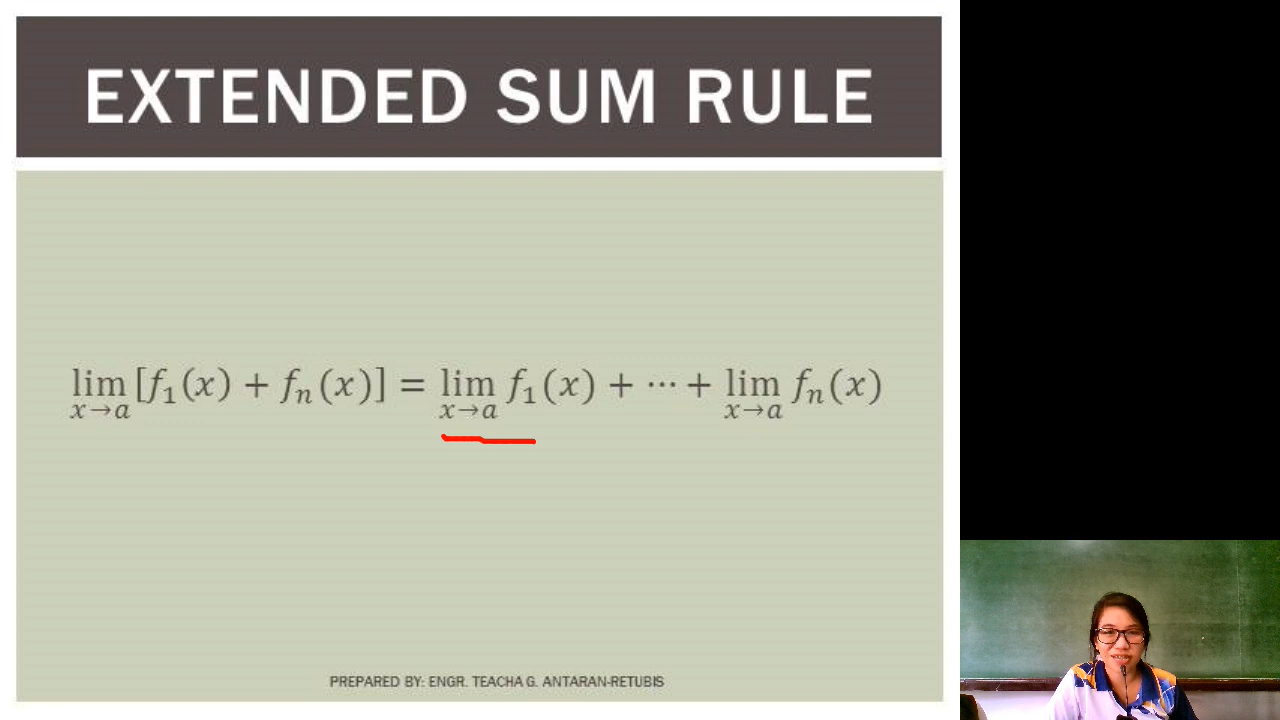 EXTENDED SUM RULE
lim [f₁(x) + fₙ(x)] = lim f₁(x) + ⋯ + lim fₙ(x)
x→a x→a x→a
PREPARED BY: ENGR. TEACHA G. ANTARAN-RETUBIS